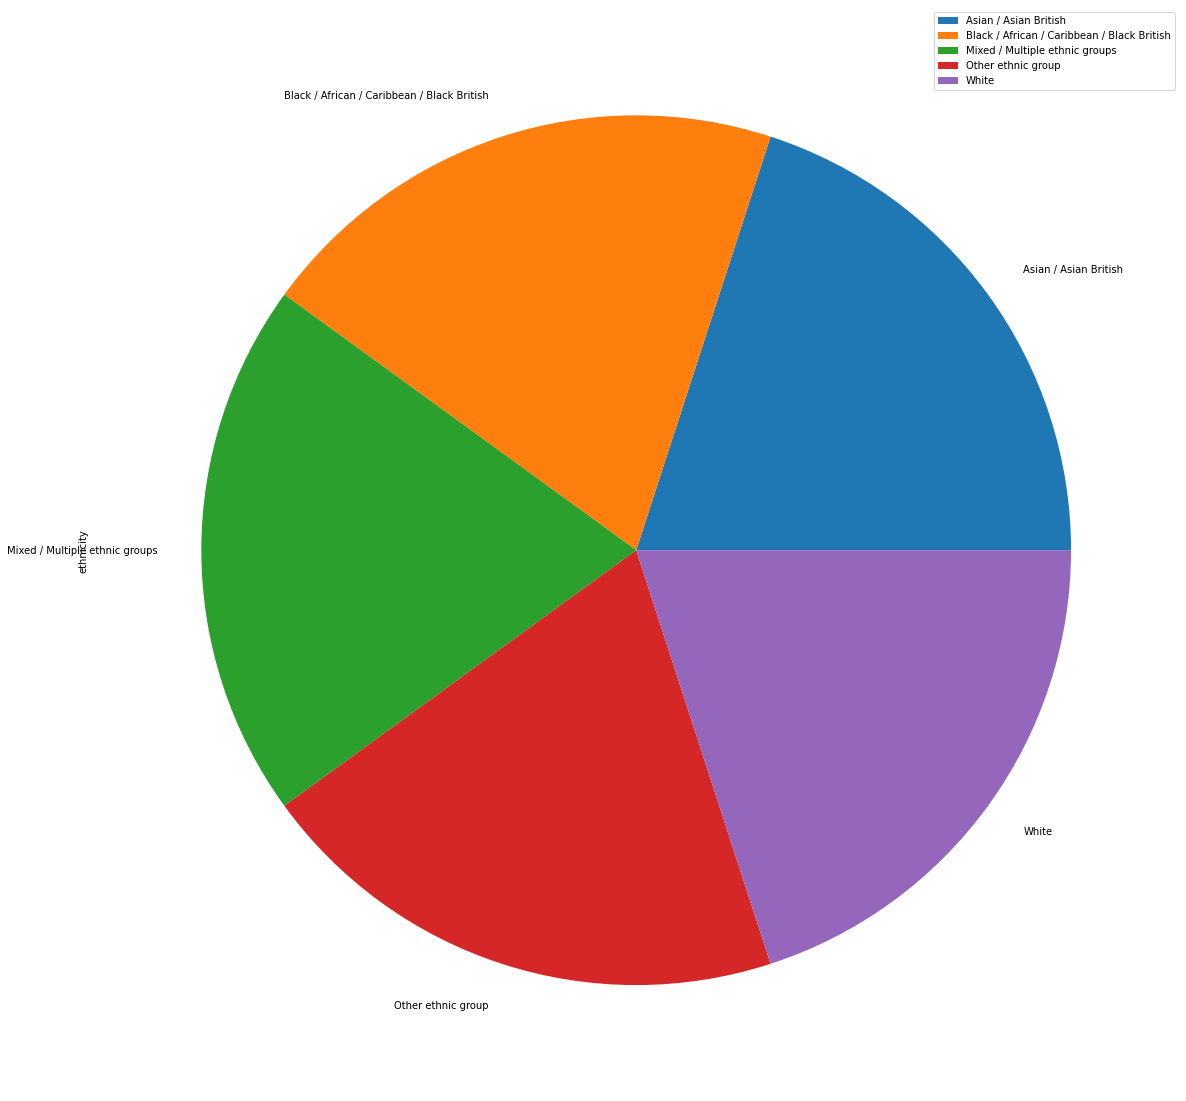 Asian / Asian British
Black / African / Caribbean / Black British
Mixed / Multiple ethnic groups
Other ethnic group
White
Black / African / Caribbean / Black British
Asian / Asian British
Mixed / Multiple ethnic groups
ethnicity
White
Other ethnic group